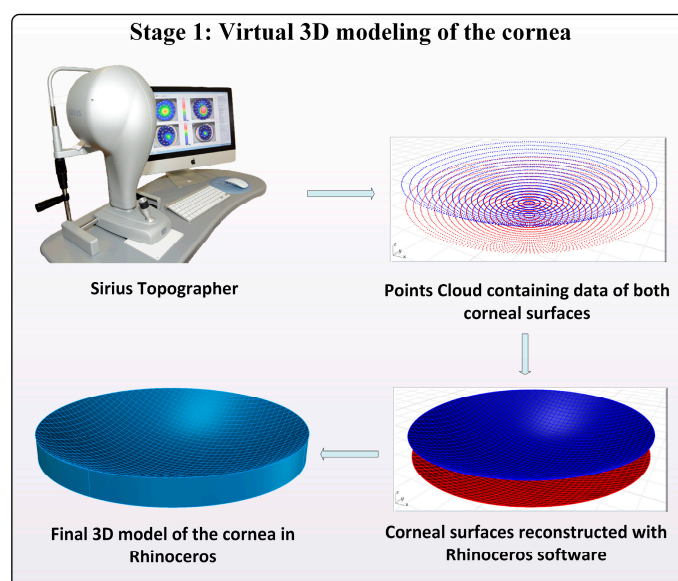 Stage 1: Virtual 3D modeling of the cornea
Sirius Topographer
Points Cloud containing data of both
corneal surfaces
Final 3D model of the cornea in
Rhinoceros
Corneal surfaces reconstructed with
Rhinoceros software